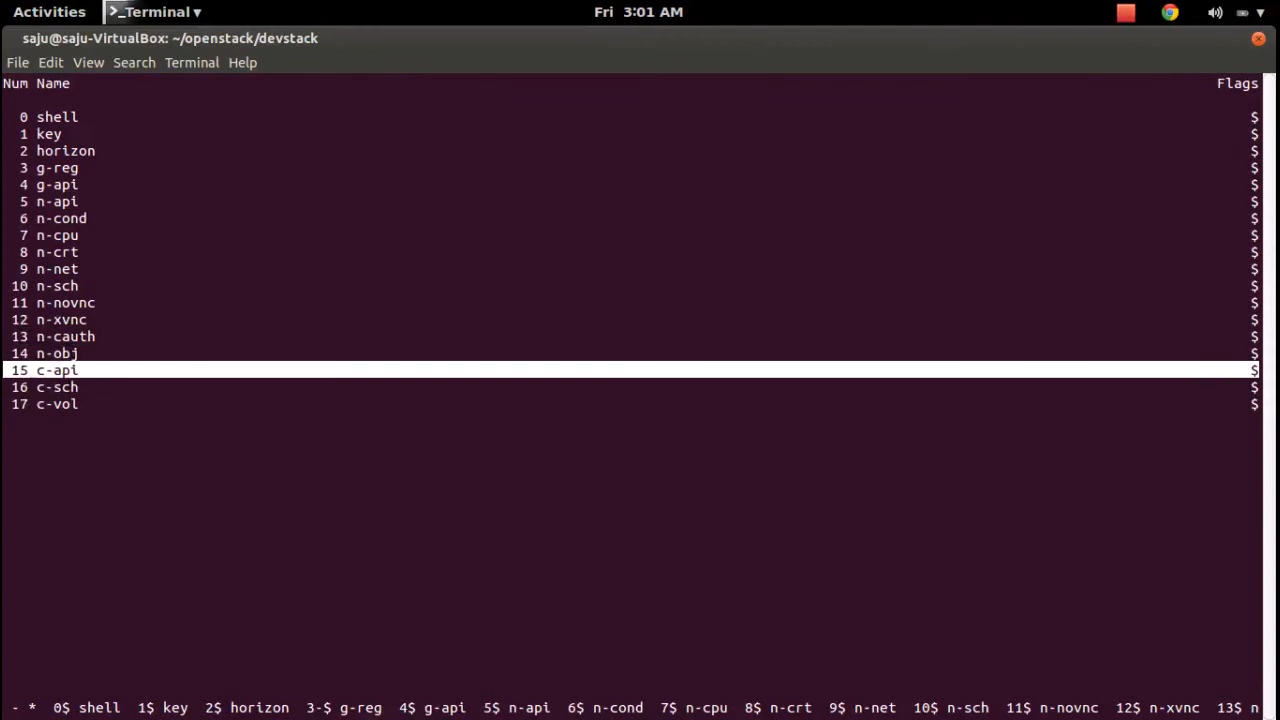 Activities Terminal ▾ Fri 3:01 AM
saju@saju-VirtualBox: ~/openstack/devstack
File Edit View Search Terminal Help
Num Name Flags
0 shell $
1 key $
2 horizon $
3 g-reg $
4 g-api $
5 n-api $
6 n-cond $
7 n-cpu $
8 n-crt $
9 n-net $
10 n-sch $
11 n-novnc $
12 n-xvnc $
13 n-cauth $
14 n-obj $
15 c-api $
16 c-sch $
17 c-vol $
- * 0$ shell 1$ key 2$ horizon 3-$ g-reg 4$ g-api 5$ n-api 6$ n-cond 7$ n-cpu 8$ n-crt 9$ n-net 10$ n-sch 11$ n-novnc 12$ n-xvnc 13$ n